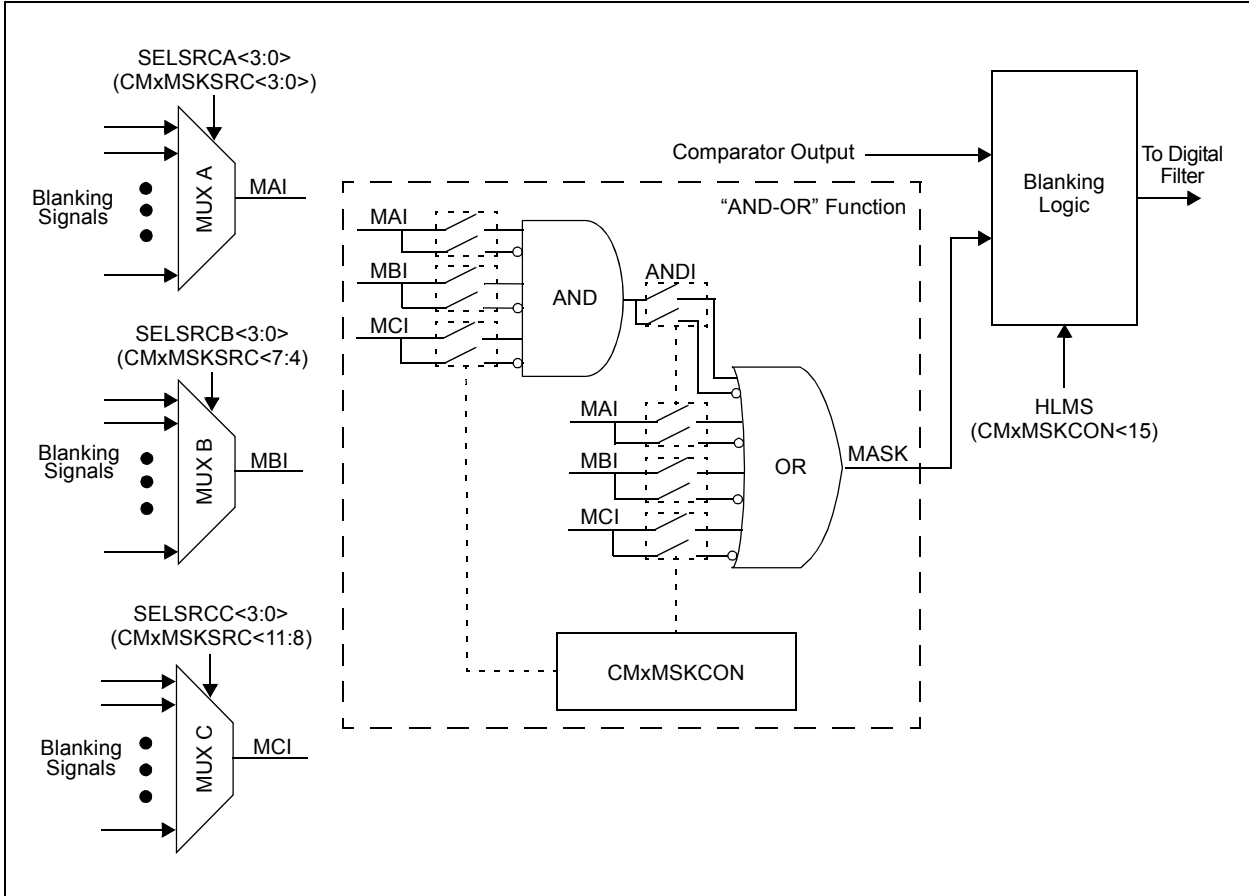 SELSRCA<3:0>
(CMxMSKSRC<3:0>)
Blanking
Signals
MUX A
MAI
SELSRCB<3:0>
(CMxMSKSRC<7:4)
Blanking
Signals
MUX B
MBI
SELSRCC<3:0>
(CMxMSKSRC<11:8)
Blanking
Signals
MUX C
MCI
Comparator Output
“AND-OR” Function
MAI
MBI
MCI
AND
ANDI
MAI
MBI
MCI
OR
MASK
CMxMSKCON
Blanking
Logic
To Digital
Filter
HLMS
(CMxMSKCON<15)